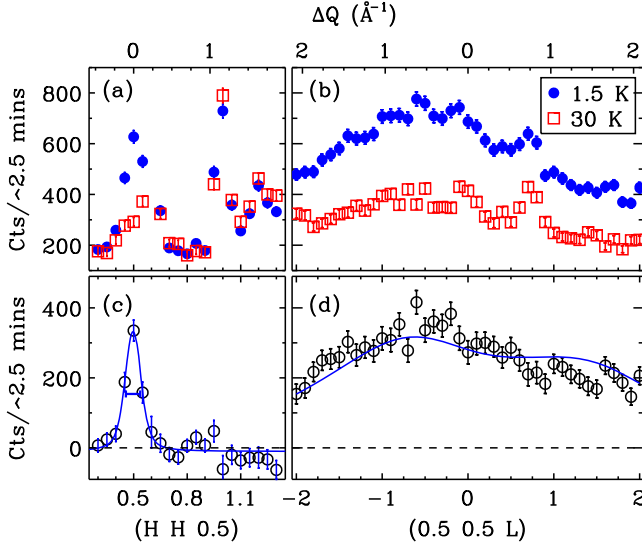 ΔQ (Å⁻¹)
0 1 2 1 0 1 2
(a) (b)
1.5 K
30 K
Cts/~2.5 mins
800
600
400
200
(c) (d)
Cts/~2.5 mins
400
200
0
0.5 0.8 1.1 -2 -1 0 1 2
(H H 0.5) (0.5 0.5 L)